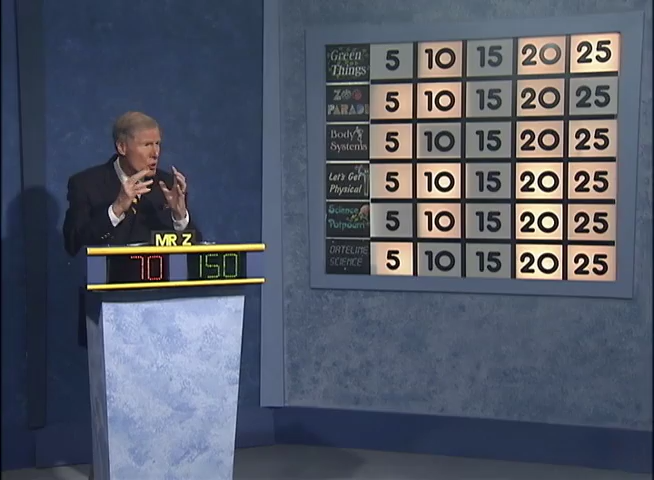 Green Things 5 10 15 20 25
ZOO PARADE 5 10 15 20 25
Body Systems 5 10 15 20 25
Let's Get Physical 5 10 15 20 25
Science Potpourri 5 10 15 20 25
DATELINE SCIENCE 5 10 15 20 25
MR Z
70 150